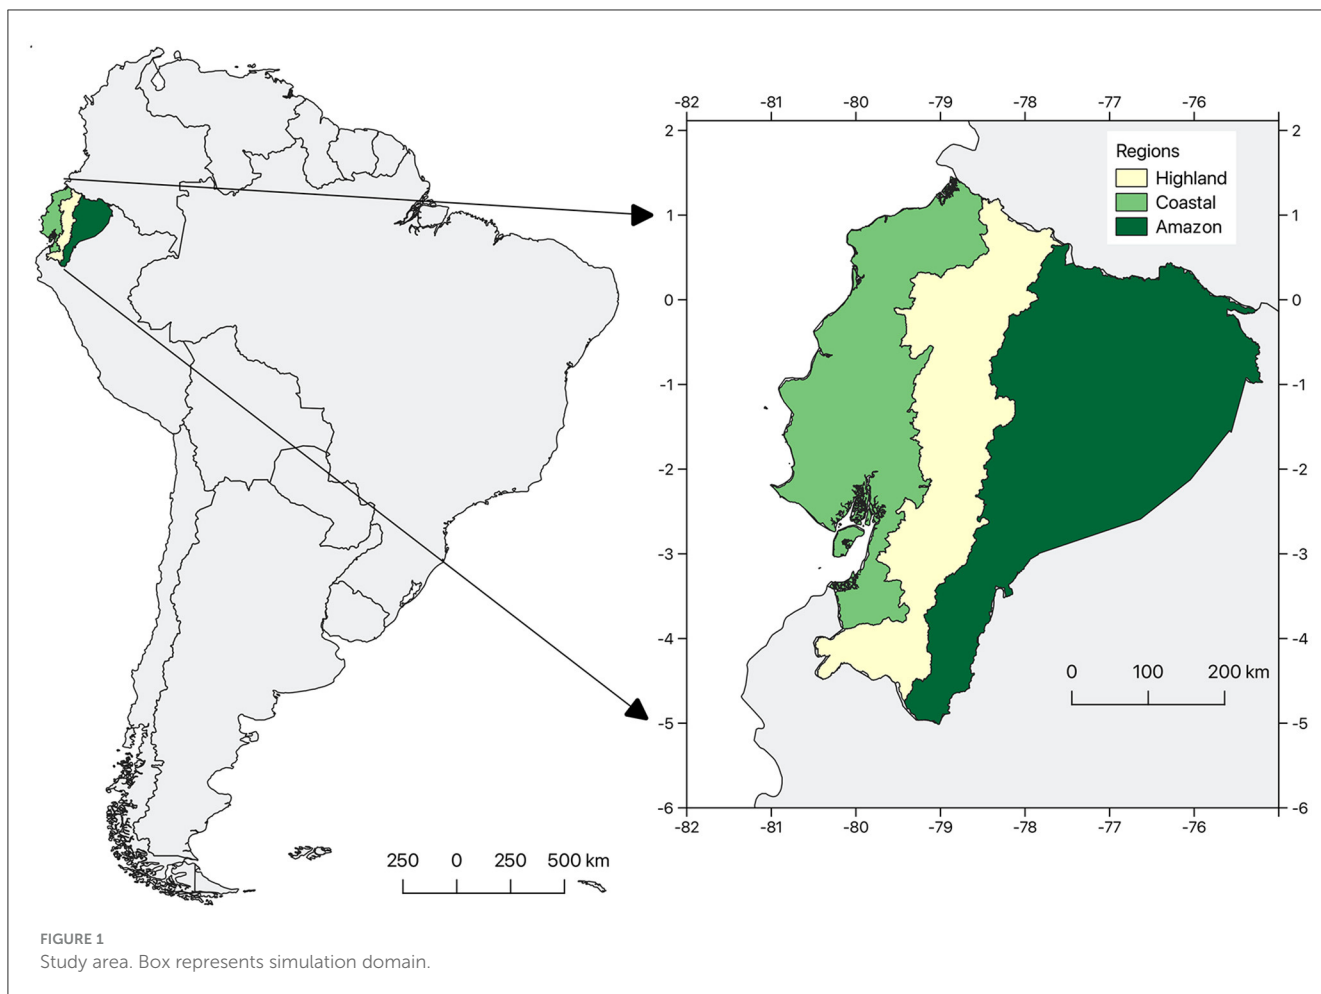 -82 -81 -80 -79 -78 -77 -76
2 2
Regions
Highland
Coastal
Amazon
1 1
0 0
-1 -1
-2 -2
-3 -3
-4 -4
0 100 200 km
-5 -5
-6 -6
-82 -81 -80 -79 -78 -77 -76
250 0 250 500 km
FIGURE 1
Study area. Box represents simulation domain.